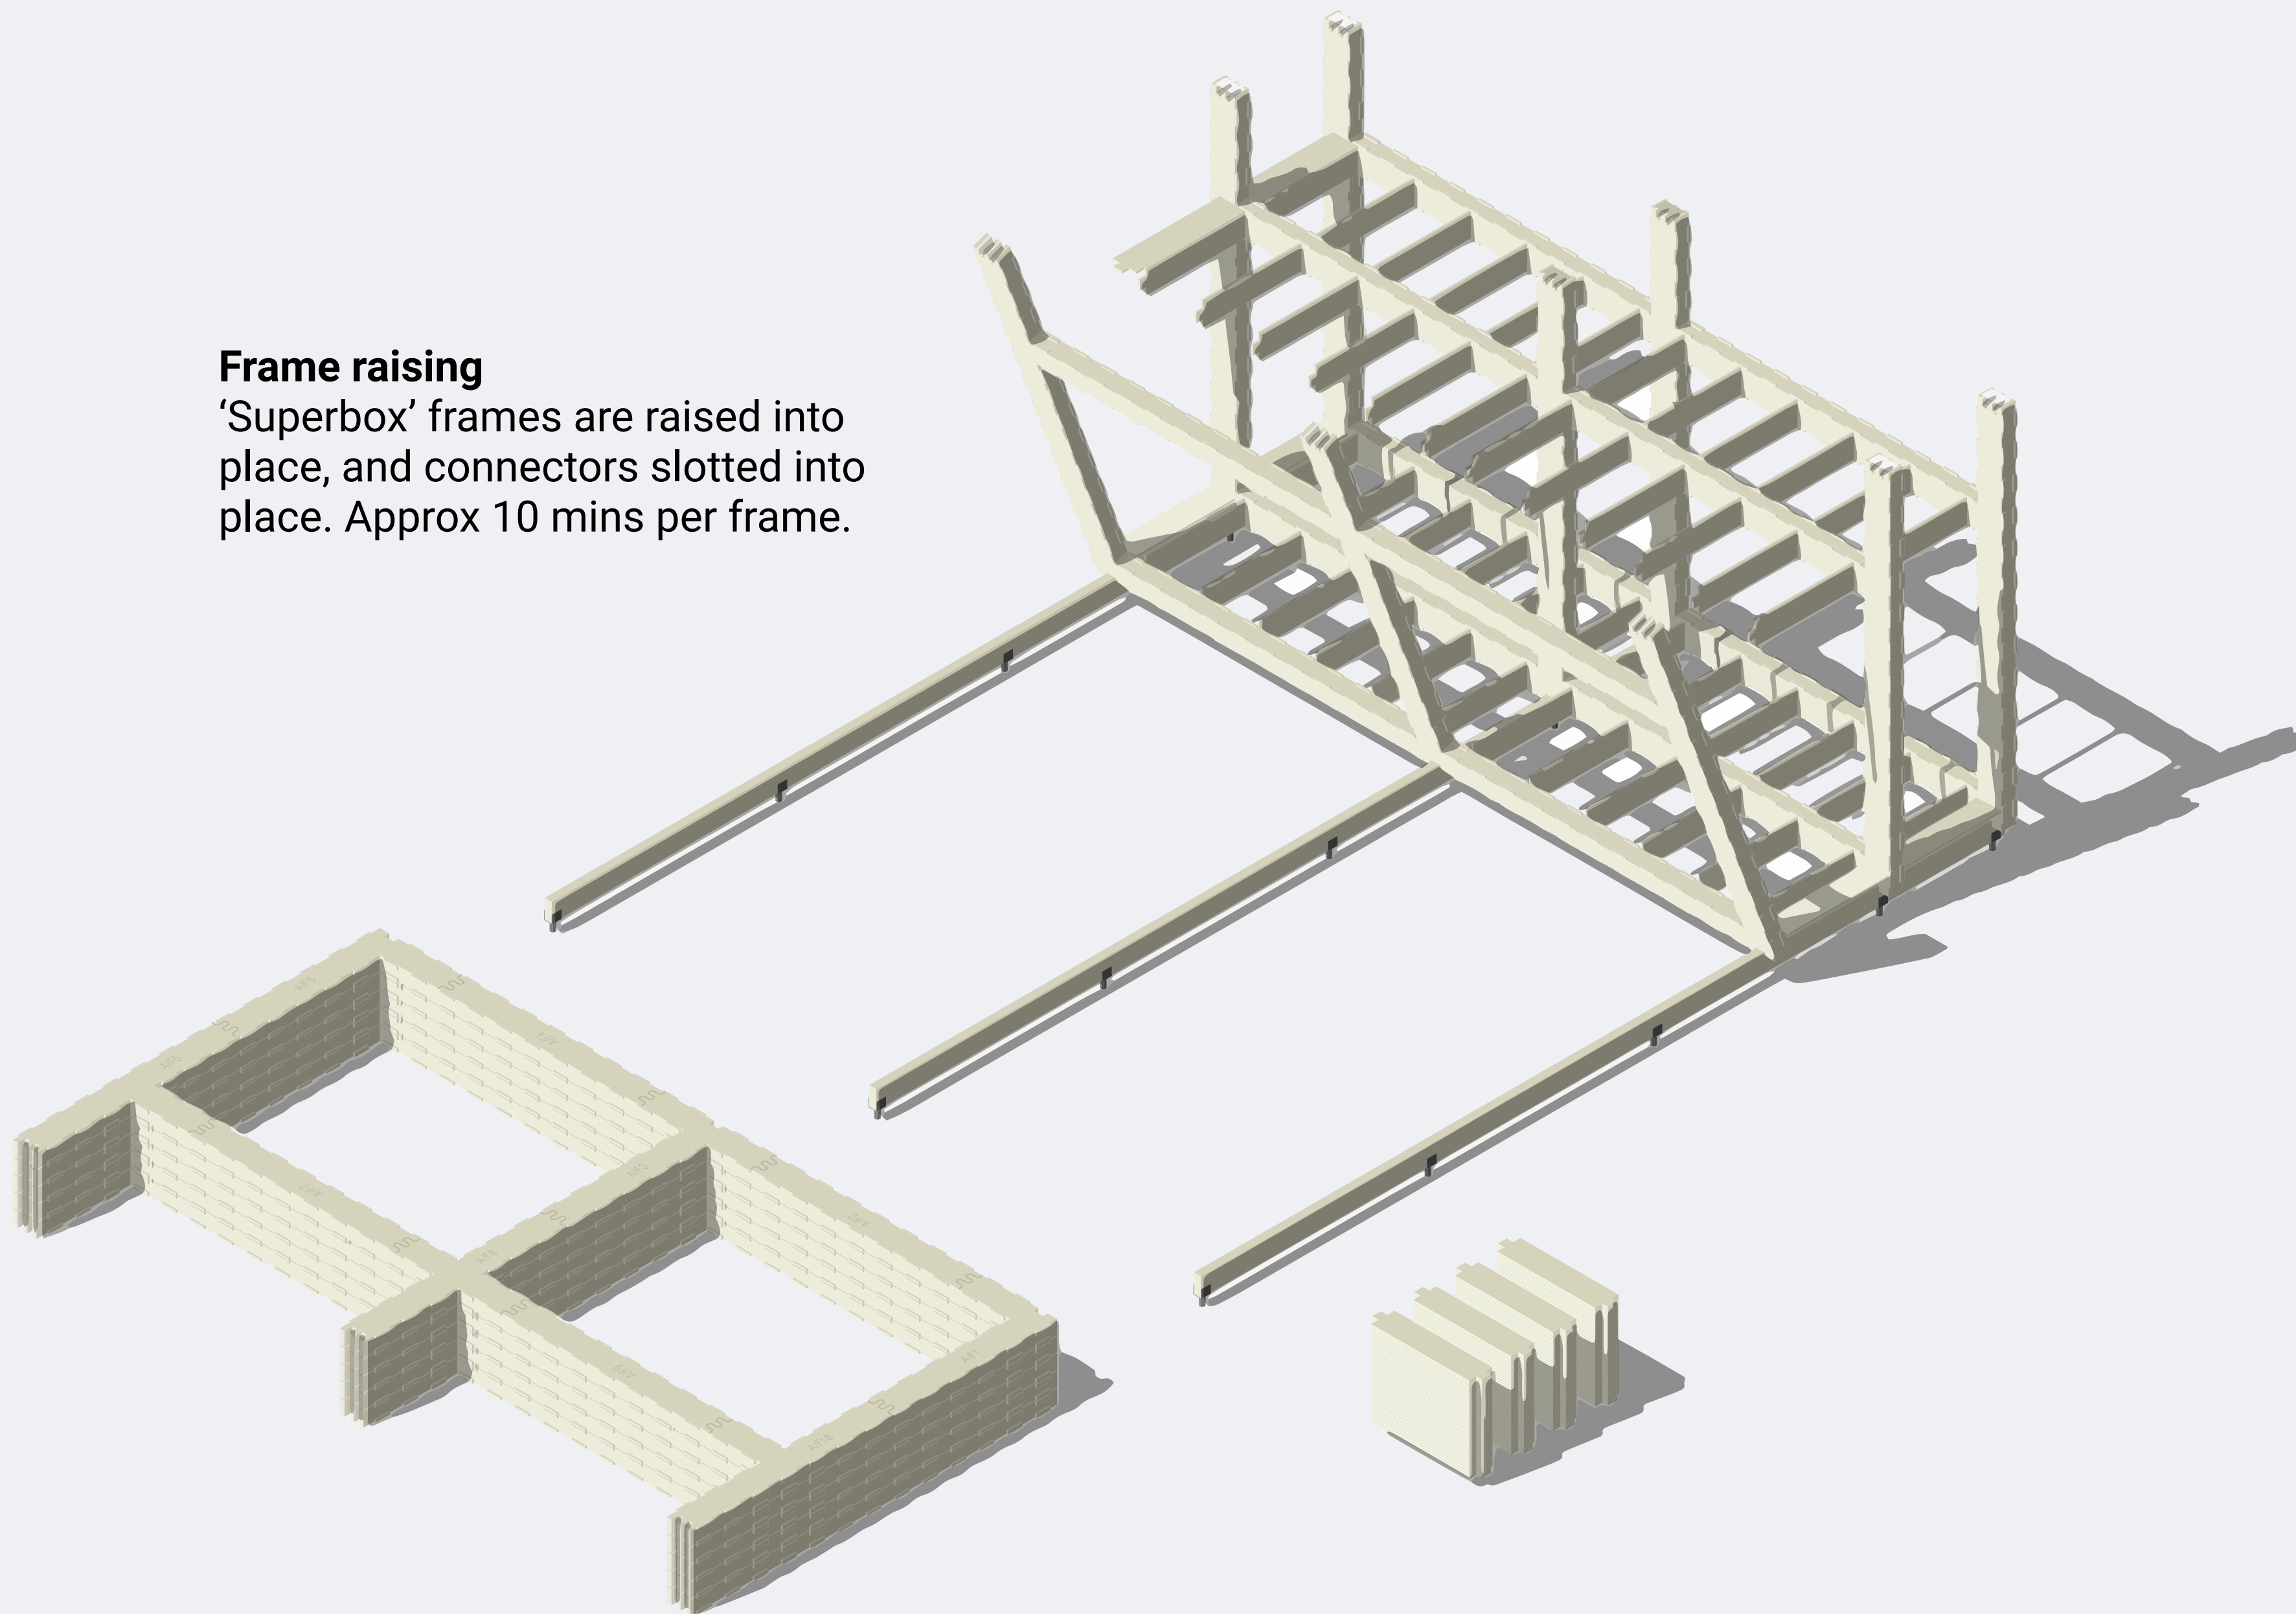 Frame raising
‘Superbox’ frames are raised into
place, and connectors slotted into
place. Approx 10 mins per frame.